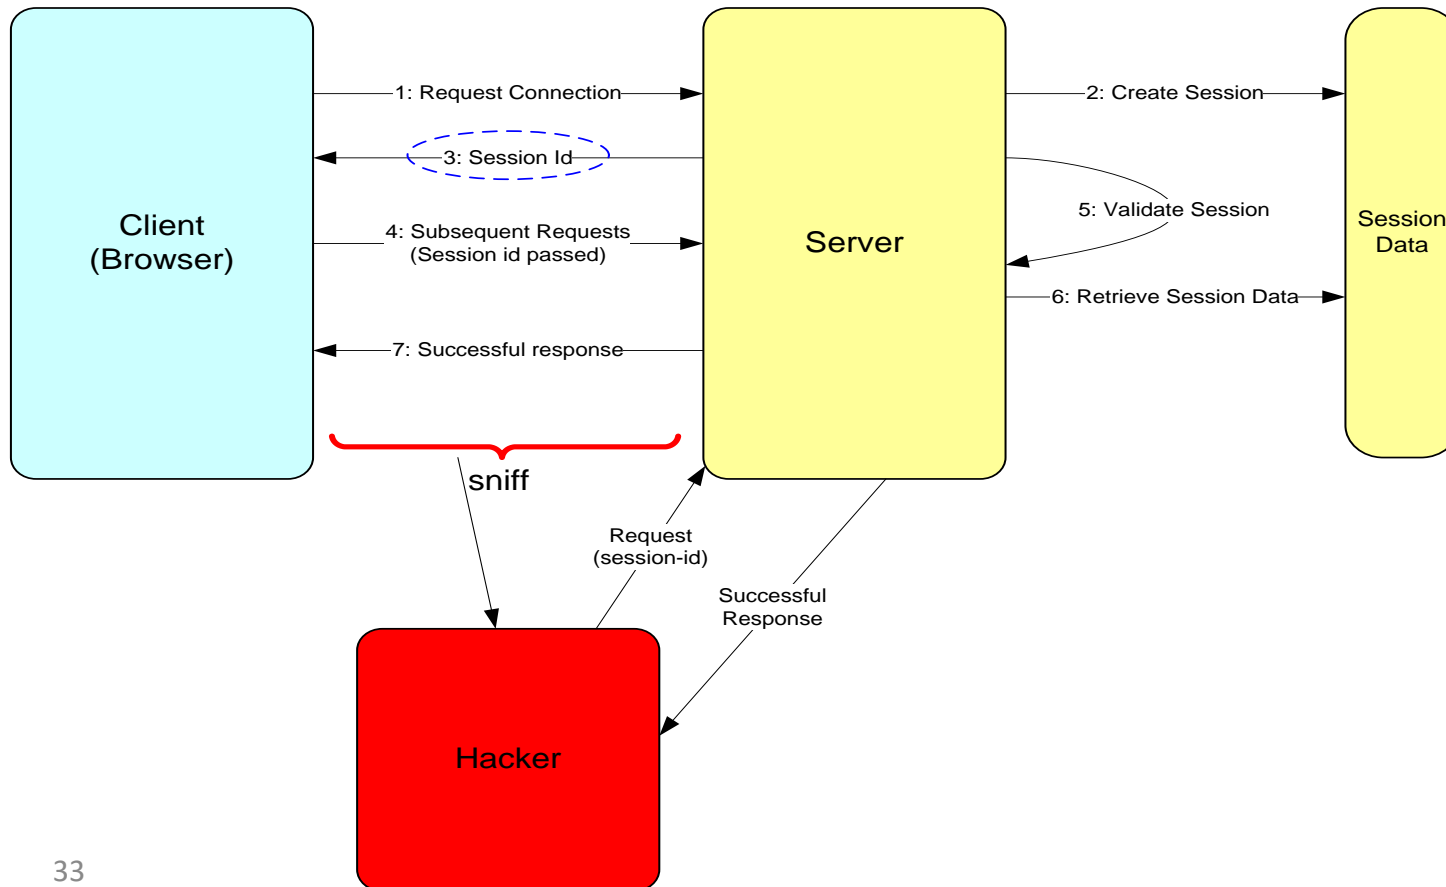 1: Request Connection
2: Create Session
3: Session Id
Client
(Browser)
4: Subsequent Requests
(Session id passed)
Server
5: Validate Session
Session
Data
6: Retrieve Session Data
7: Successful response
sniff
Request
(session-id)
Successful
Response
Hacker
33